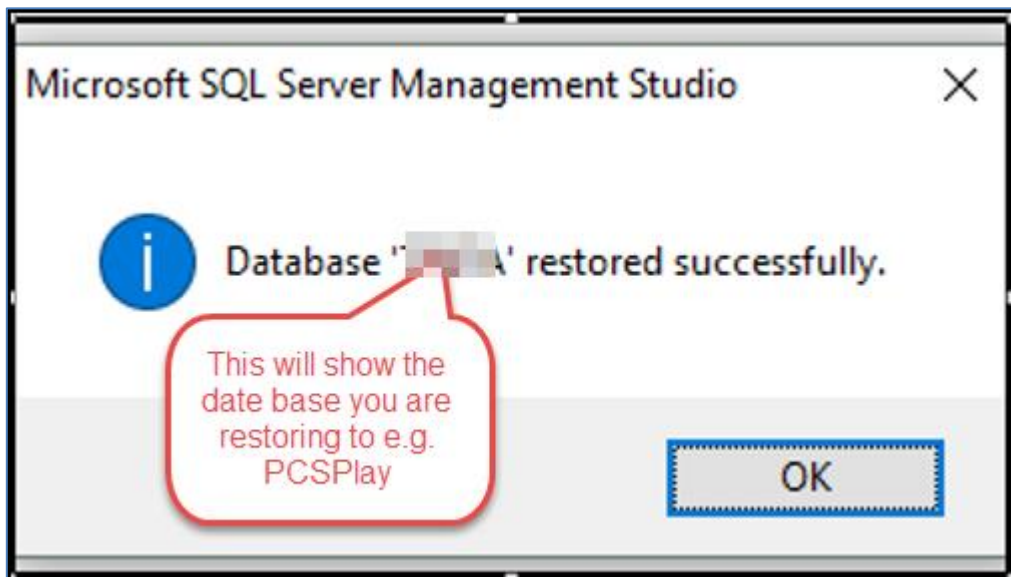 Microsoft SQL Server Management Studio
Database ' ' restored successfully.
This will show the
date base you are
restoring to e.g.
PCSPlay
OK